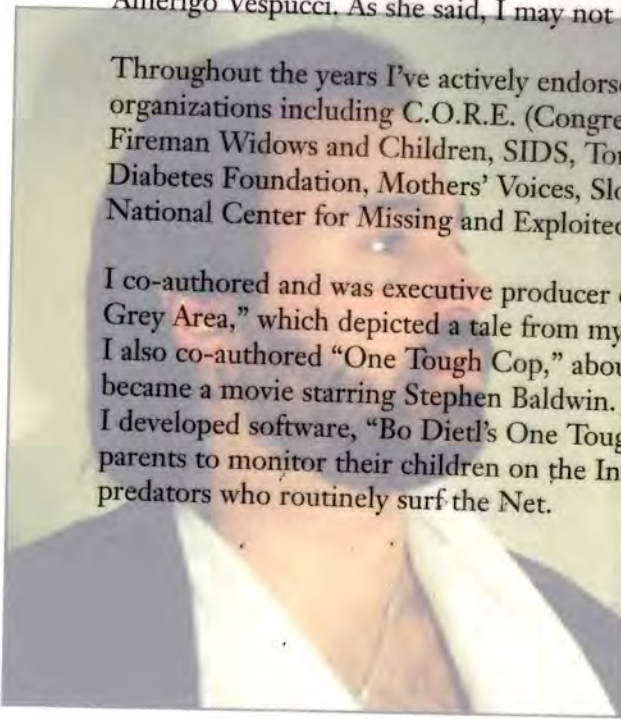 Amerigo Vespucci. As she said, I may not
Throughout the years I've actively endors
organizations including C.O.R.E. (Congre
Fireman Widows and Children, SIDS, To
Diabetes Foundation, Mothers' Voices, Slo
National Center for Missing and Exploited
I co-authored and was executive producer
Grey Area,” which depicted a tale from my
I also co-authored “One Tough Cop,” abou
became a movie starring Stephen Baldwin.
I developed software, “Bo Dietl's One Toug
parents to monitor their children on the In
predators who routinely surf the Net.